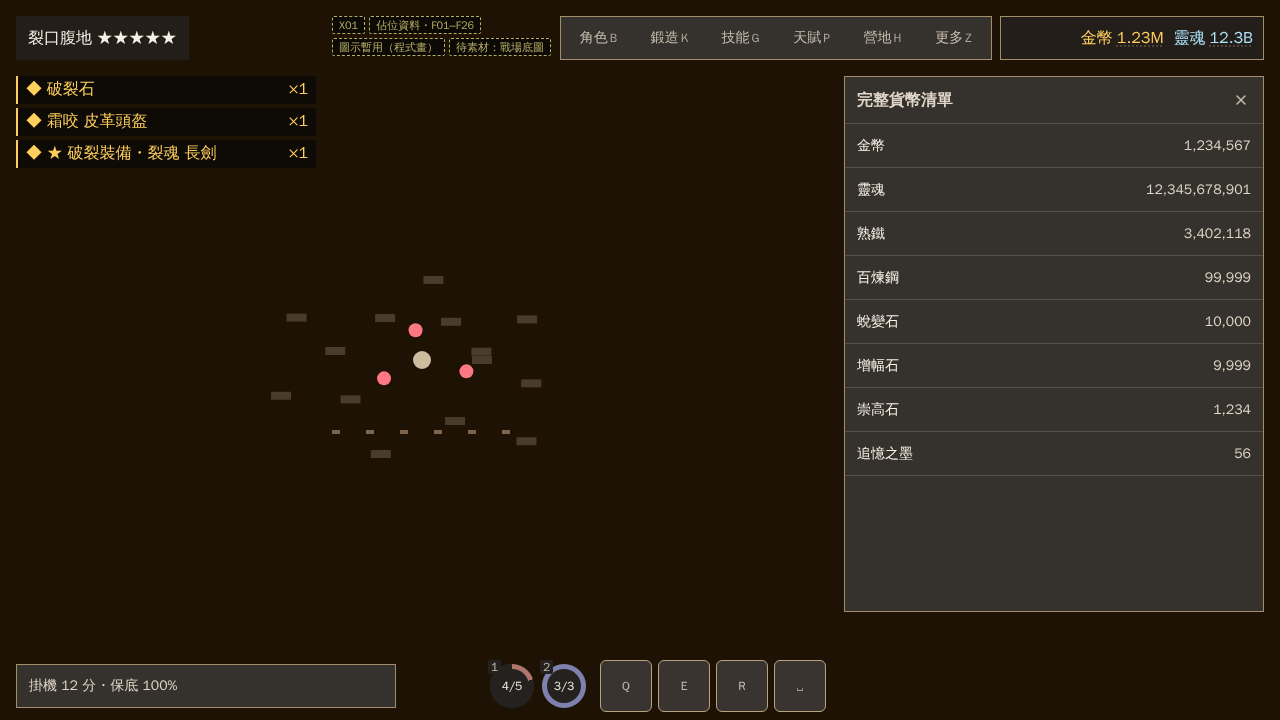 裂口腹地 ★★★★★
X01 佔位資料・F01–F26
圖示暫用（程式畫） 待素材：戰場底圖
角色B 鍛造K 技能G 天賦P 營地H 更多Z
金幣 1.23M 靈魂 12.3B
◆ 破裂石 ×1
◆ 霜咬 皮革頭盔 ×1
◆ ★ 破裂裝備・裂魂 長劍 ×1
完整貨幣清單 ×
金幣 1,234,567
靈魂 12,345,678,901
熟鐵 3,402,118
百煉鋼 99,999
蛻變石 10,000
增幅石 9,999
崇高石 1,234
追憶之墨 56
掛機 12 分・保底 100%
1 4/5
2 3/3
Q E R ⎵